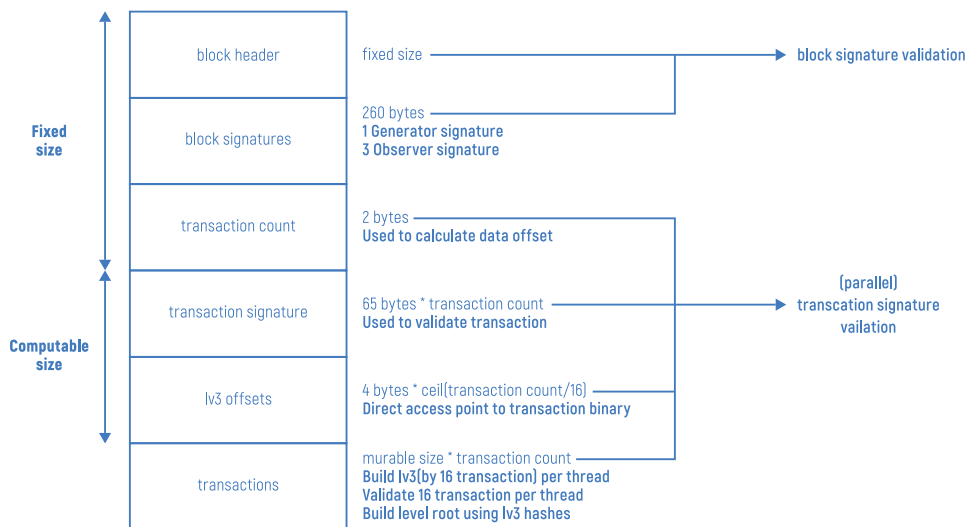 block header
fixed size
block signature validation
260 bytes
1 Generator signature
3 Observer signature
block signatures
Fixed
size
transaction count
2 bytes
Used to calculate data offset
transaction signature
65 bytes * transaction count
Used to validate transaction
(parallel)
transcation signature
vailation
Computable
size
lv3 offsets
4 bytes * ceil(transaction count/16)
Direct access point to transaction binary
transactions
murable size * transaction count
Build lv3(by 16 transaction) per thread
Validate 16 transaction per thread
Build level root using lv3 hashes